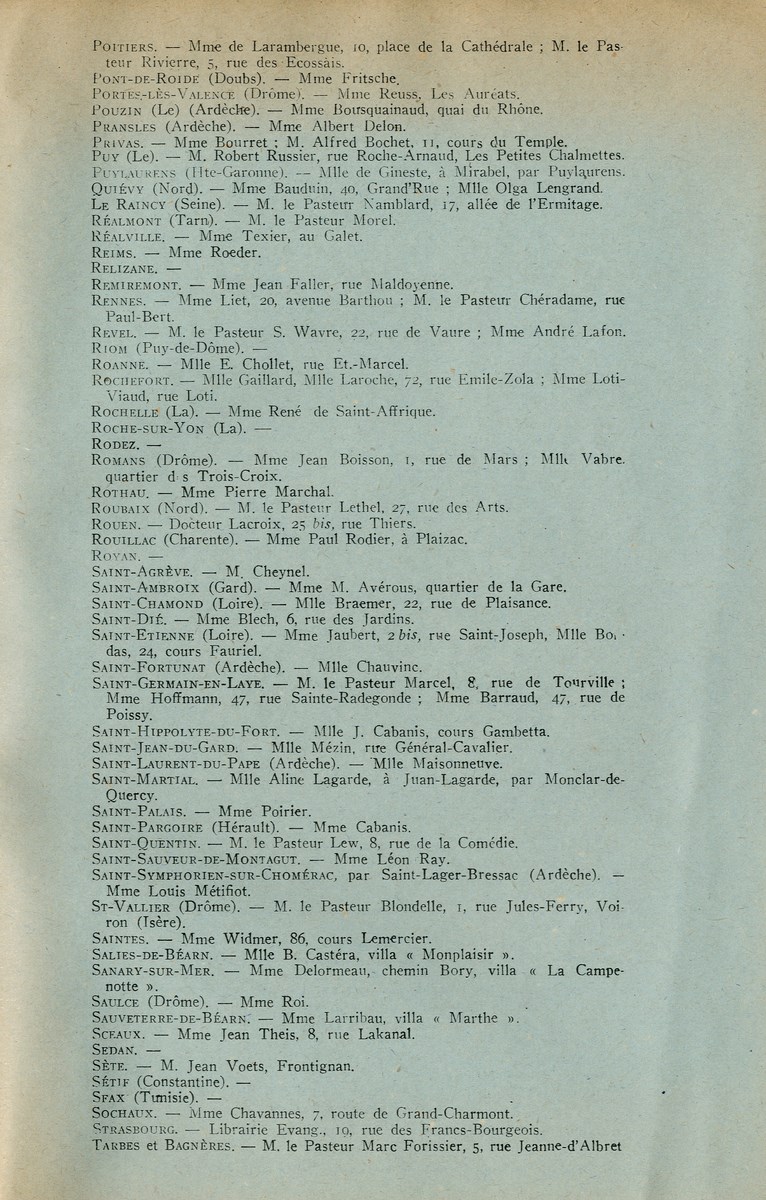 POITIERS. — Mme de Larambergue, 10, place de la Cathédrale ; M. le Pas-
teur Rivierre, 5, rue des Ecossais.
PONT-DE-ROIDE (Doubs). — Mme Fritsche.
PORTES-LÈS-VALENCE (Drôme). — Mme Reuss, Les Auréats.
POUZIN (Le) (Ardèche). — Mme Boursquainaud, quai du Rhône.
PRANSLES (Ardèche). — Mme Albert Delon.
PRIVAS. — Mme Bourret ; M. Alfred Bochet, 11, cours du Temple.
PUY (Le). — M. Robert Russier, rue Roche-Arnaud, Les Petites Chalmettes.
PUYLAURENS (Hte-Garonne). — Mlle de Gineste, à Mirabel, par Puylaurens.
QUIÉVY (Nord). — Mme Bauduin, 40, Grand'Rue ; Mlle Olga Lengrand.
LE RAINCY (Seine). — M. le Pasteur Namblard, 17, allée de l'Ermitage.
RÉALMONT (Tarn). — M. le Pasteur Morel.
RÉALVILLE. — Mme Texier, au Galet.
REIMS. — Mme Roeder.
RELIZANE. —
REMIREMONT. — Mme Jean Faller, rue Maldoyenne.
RENNES. — Mme Liet, 20, avenue Barthou ; M. le Pasteur Chéradame, rue
Paul-Bert.
REVEL. — M. le Pasteur S. Wavre, 22, rue de Vaure ; Mme André Lafon.
RIOM (Puy-de-Dôme). —
ROANNE. — Mlle E. Chollet, rue Et.-Marcel.
ROCHEFORT. — Mlle Gaillard, Mlle Laroche, 72, rue Emile-Zola ; Mme Loti-
Viaud, rue Loti.
ROCHELLE (La). — Mme René de Saint-Affrique.
ROCHE-SUR-YON (La). —
RODEZ. —
ROMANS (Drôme). — Mme Jean Boisson, 1, rue de Mars ; Mlle Vabre.
quartier d s Trois-Croix.
ROTHAU. — Mme Pierre Marchal.
ROUBAIX (Nord). — M. le Pasteur Lethel, 27, rue des Arts.
ROUEN. — Docteur Lacroix, 25 bis, rue Thiers.
ROUILLAC (Charente). — Mme Paul Rodier, à Plaizac.
ROYAN. —
SAINT-AGRÈVE. — M. Cheynel.
SAINT-AMBROIX (Gard). — Mme M. Avérous, quartier de la Gare.
SAINT-CHAMOND (Loire). — Mlle Braemer, 22, rue de Plaisance.
SAINT-DIÉ. — Mme Blech, 6, rue des Jardins.
SAINT-ETIENNE (Loire). — Mme Jaubert, 2 bis, rue Saint-Joseph, Mlle
das, 24, cours Fauriel.
SAINT-FORTUNAT (Ardèche). — Mlle Chauvinc.
SAINT-GERMAIN-EN-LAYE. — M. le Pasteur Marcel, 8, rue de Tourville ;
Mme Hoffmann, 47, rue Sainte-Radegonde ; Mme Barraud, 47, rue de
Poissy.
SAINT-HIPPOLYTE-DU-FORT. — Mlle J. Cabanis, cours Gambetta.
SAINT-JEAN-DU-GARD. — Mlle Mézin, rue Général-Cavalier.
SAINT-LAURENT-DU-PAPE (Ardèche). — Mlle Maisonneuve.
SAINT-MARTIAL. — Mlle Aline Lagarde, à Juan-Lagarde, par Monclar-de-
Quercy.
SAINT-PALAIS. — Mme Poirier.
SAINT-PARGOIRE (Hérault). — Mme Cabanis.
SAINT-QUENTIN. — M. le Pasteur Lew, 8, rue de la Comédie.
SAINT-SAUVEUR-DE-MONTAGUT. — Mme Léon Ray.
SAINT-SYMPHORIEN-SUR-CHOMÉRAC, par Saint-Lager-Bressac (Ardèche). —
Mme Louis Métifiot.
ST-VALLIER (Drôme). — M. le Pasteur Blondelle, 1, rue Jules-Ferry, Voi-
ron (Isère).
SAINTES. — Mme Widmer, 86, cours Lemercier.
SALIES-DE-BÉARN. — Mlle B. Castéra, villa « Monplaisir ».
SANARY-SUR-MER. — Mme Delormeau, chemin Bory, villa « La Campe-
notte ».
SAULCE (Drôme). — Mme Roi.
SAUVETERRE-DE-BÉARN. — Mme Larribau, villa « Marthe ».
SCEAUX. — Mme Jean Theis, 8, rue Lakanal.
SEDAN. —
SÈTE. — M. Jean Voets, Frontignan.
SÉTIF (Constantine). —
SFAX (Tunisie). —
SOCHAUX. — Mme Chavannes, 7, route de Grand-Charmont.
STRASBOURG. — Librairie Evang., 19, rue des Francs-Bourgeois.
TARBES et BAGNÈRES. — M. le Pasteur Marc Forissier, 5, rue Jeanne-d'Albret